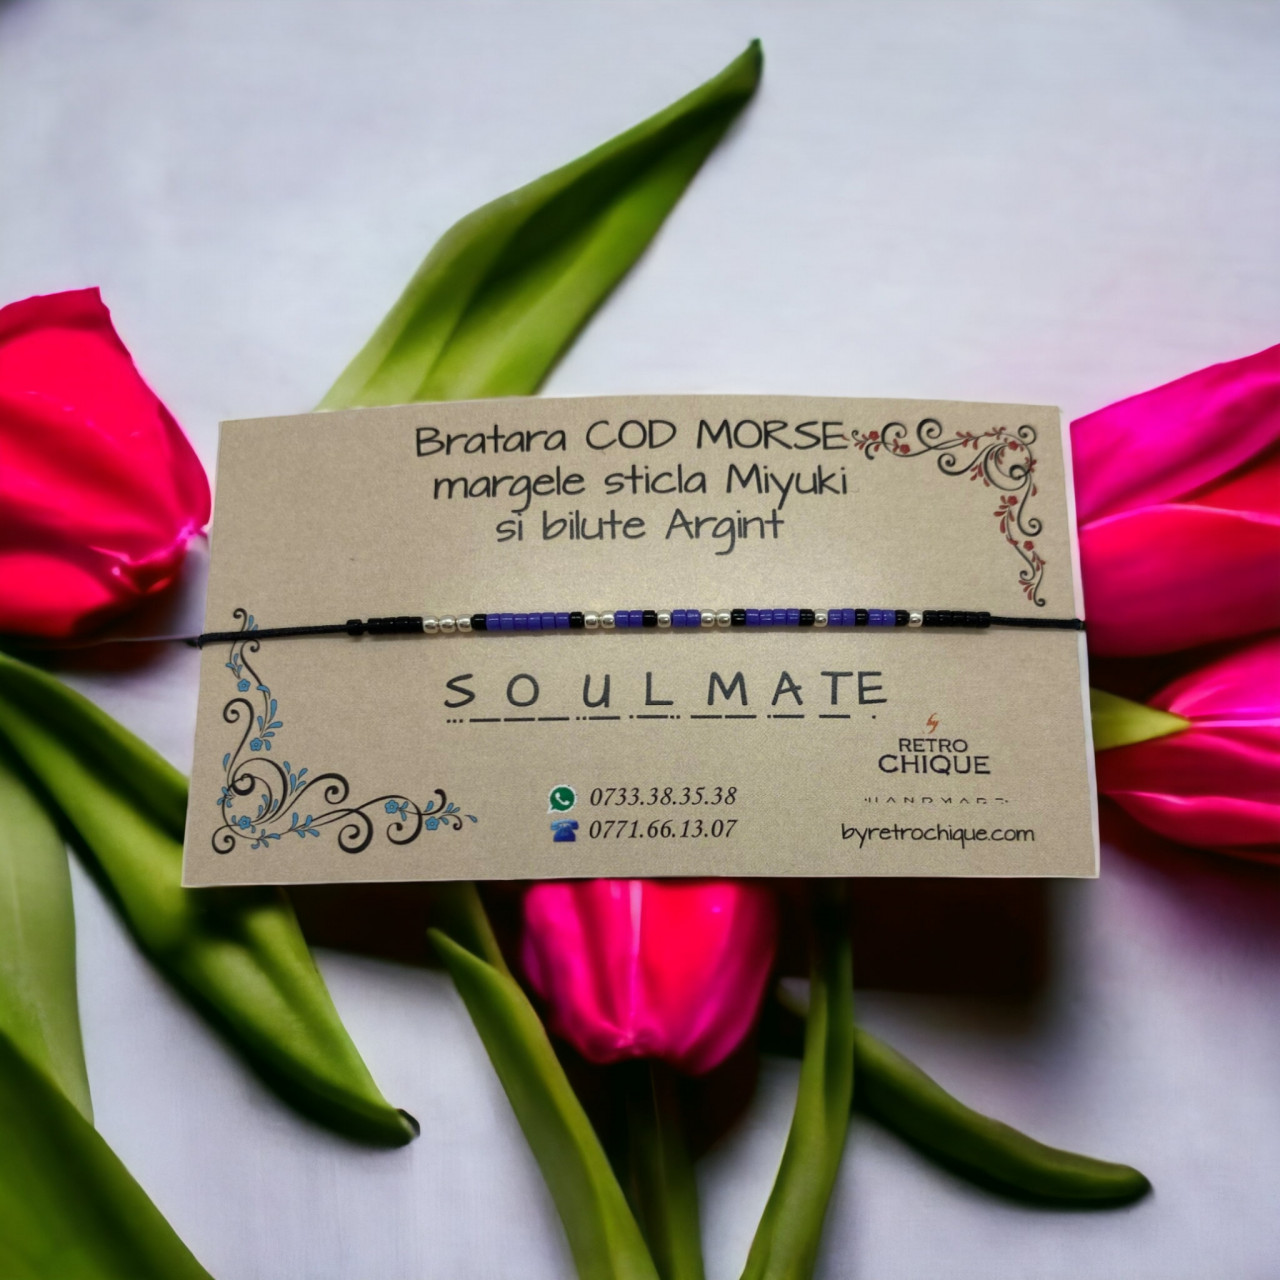 Bratara COD MORSE
margele sticla Miyuki
si bilute Argint
SOULMATE
... ——— ..— .—.. —— .— — .
RETRO
CHIQUE
HANDMADE
0733.38.35.38
0771.66.13.07
byretrochique.com